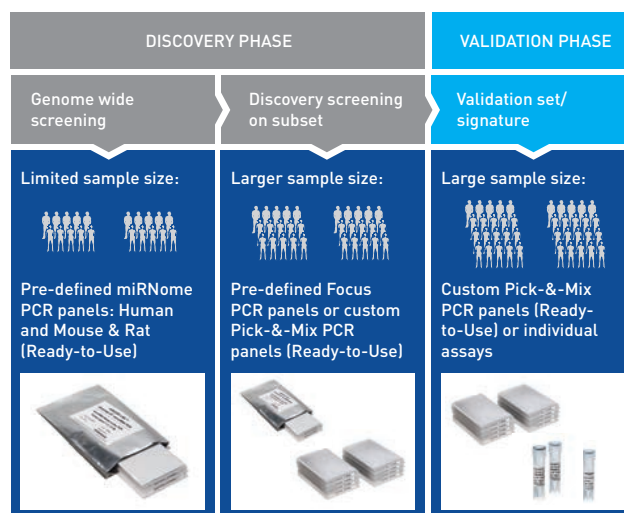 DISCOVERY PHASE
VALIDATION PHASE
Genome wide
screening
Discovery screening
on subset
Validation set/
signature
Limited sample size:
Pre-defined miRNome
PCR panels: Human
and Mouse & Rat
(Ready-to-Use)
Larger sample size:
Pre-defined Focus
PCR panels or custom
Pick-&-Mix PCR
panels (Ready-to-Use)
Large sample size:
Custom Pick-&-Mix
PCR panels (Ready-
to-Use) or individual
assays